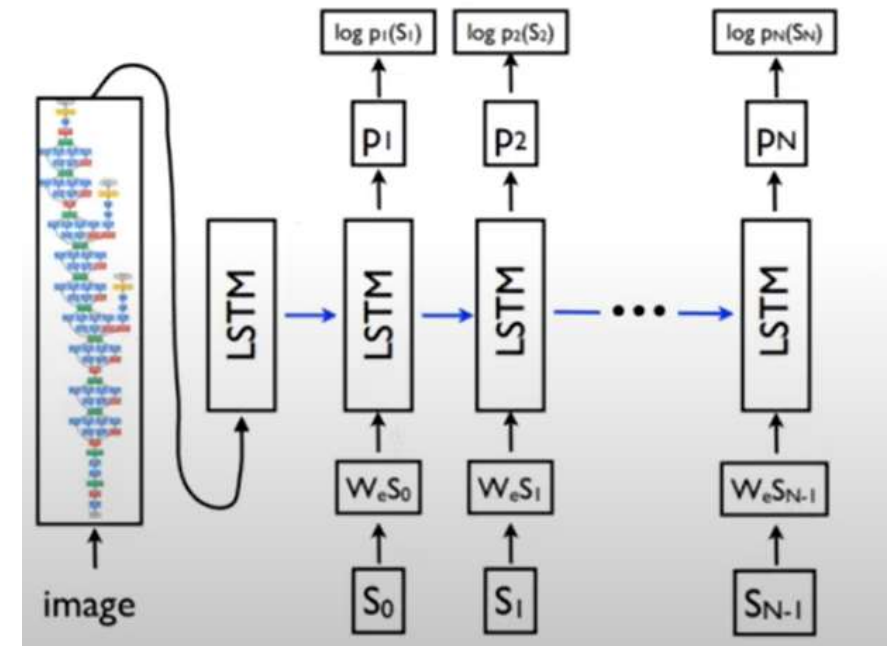 log p₁(S₁) log p₂(S₂) log pN(SN)
p₁ p₂ pN
LSTM LSTM LSTM ••• LSTM
WₑS₀ WₑS₁ WₑSN-1
image S₀ S₁ SN-1